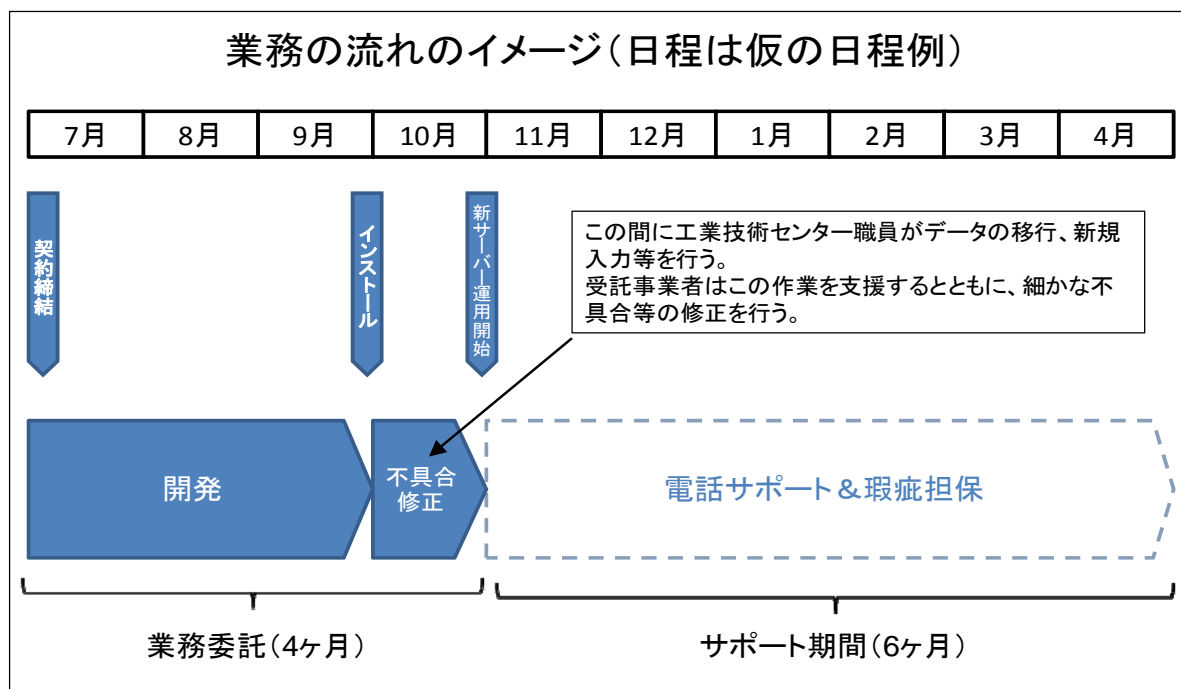 業務の流れのイメージ(日程は仮の日程例)
7月 8月 9月 10月 11月 12月 1月 2月 3月 4月
契約締結
インストール
新サーバー運用開始
この間に工業技術センター職員がデータの移行、新規
入力等を行う。
受託事業者はこの作業を支援するとともに、細かな不
具合等の修正を行う。
開発
不具合
修正
電話サポート&瑕疵担保
業務委託(4ヶ月)
サポート期間(6ヶ月)